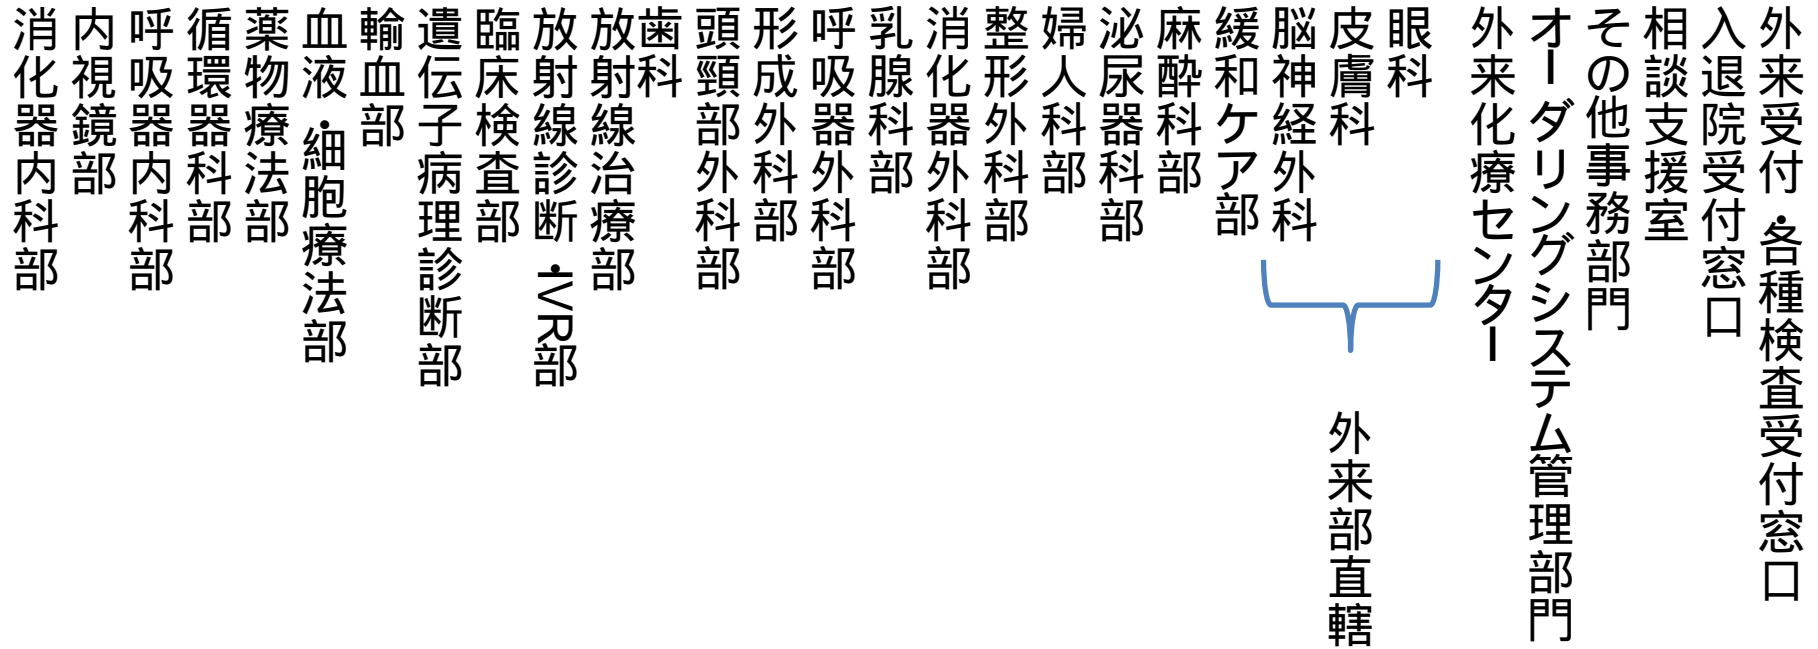 外来受付・各種検査受付窓口
入退院受付窓口
相談支援室
その他事務部門
オーダリングシステム管理部門
外来化療センター
眼科
皮膚科
脳神経外科
外来部直轄
緩和ケア部
麻酔科部
泌尿器科部
婦人科部
整形外科部
消化器外科部
乳腺科部
呼吸器外科部
形成外科部
頭頸部外科部
歯科
放射線治療部
放射線診断・IVR部
臨床検査部
遺伝子病理診断部
輸血部
血液・細胞療法部
薬物療法部
循環器科部
呼吸器内科部
内視鏡部
消化器内科部